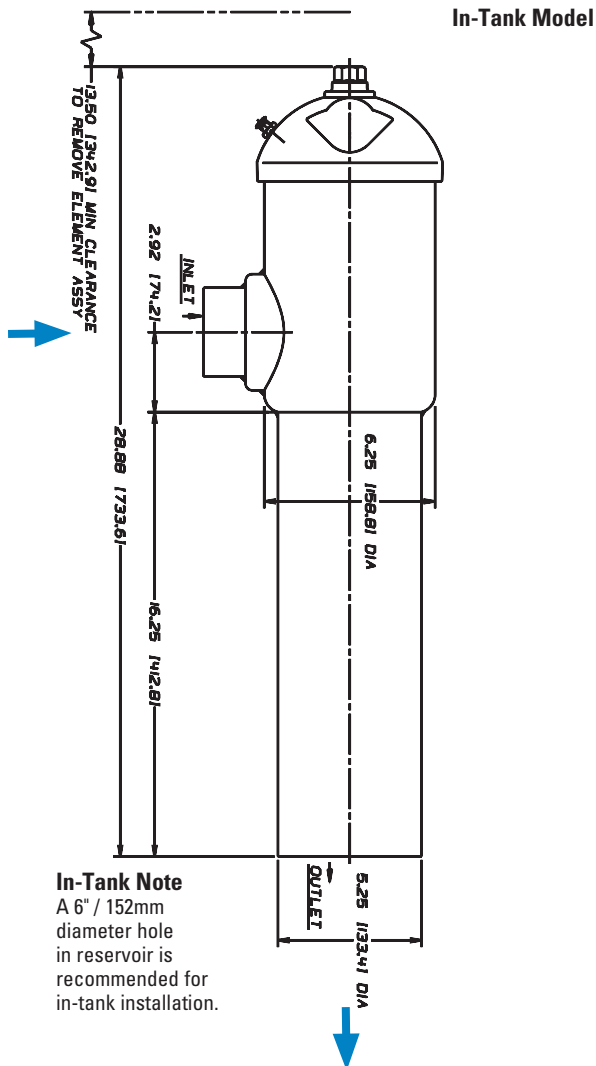 In-Tank Model
13.50 [342.9] MIN CLEARANCE
TO REMOVE ELEMENT ASSY
2.92 [74.2]
INLET
28.88 [733.6]
6.25 [158.8] DIA
16.25 [412.8]
OUTLET
5.25 [133.4] DIA
In-Tank Note
A 6" / 152mm
diameter hole
in reservoir is
recommended for
in-tank installation.